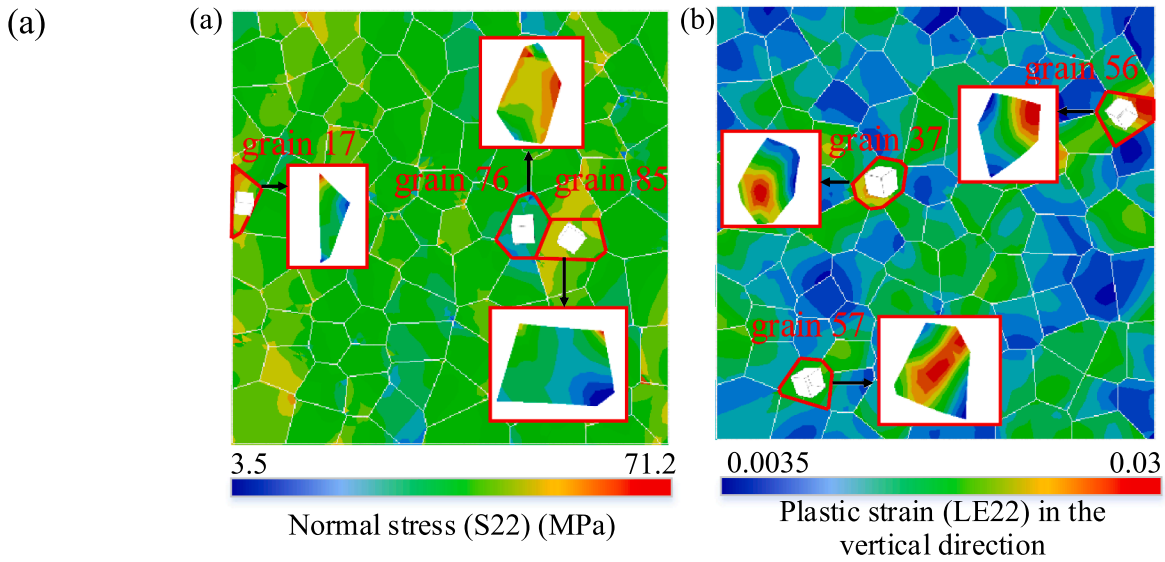 (a)
(a)
(b)
grain 17
grain 76
grain 85
3.5
71.2
Normal stress (S22) (MPa)
grain 56
grain 37
grain 57
0.0035
0.03
Plastic strain (LE22) in the
vertical direction